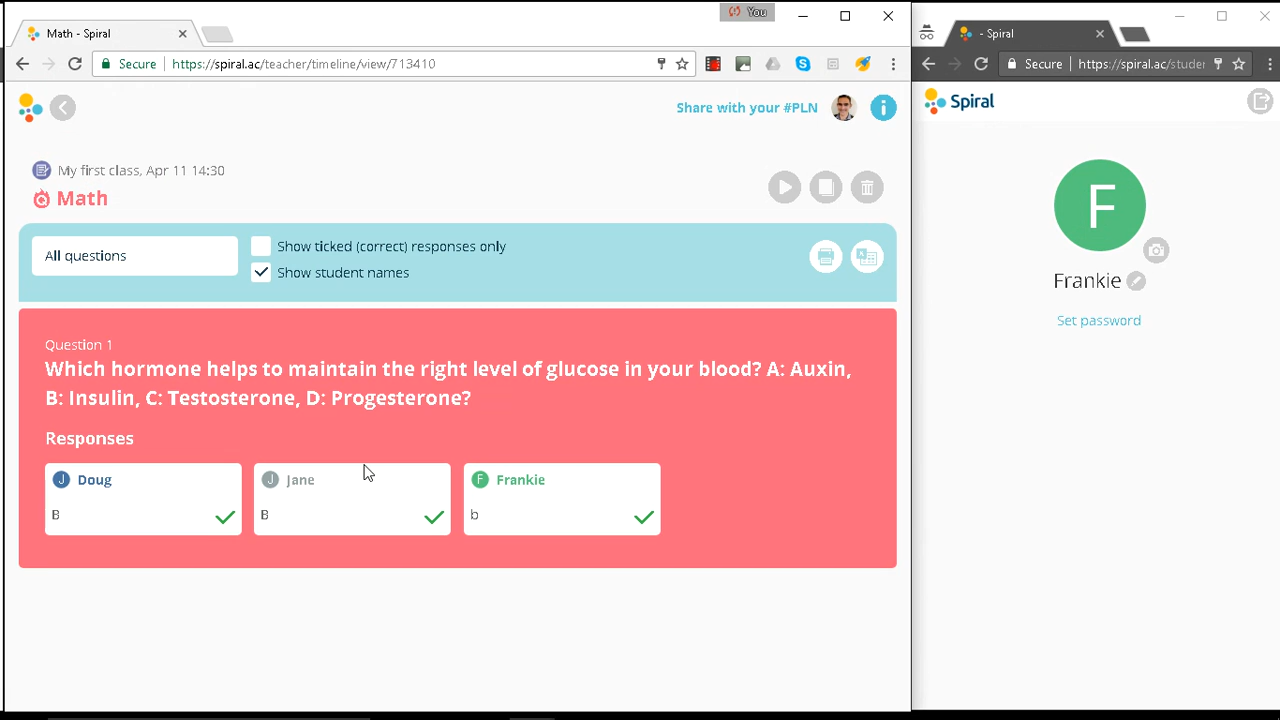 You
Math - Spiral
Secure https://spiral.ac/teacher/timeline/view/713410
Share with your #PLN
i
My first class, Apr 11 14:30
Math
All questions
Show ticked (correct) responses only
Show student names
A
Question 1
Which hormone helps to maintain the right level of glucose in your blood? A: Auxin,
B: Insulin, C: Testosterone, D: Progesterone?
Responses
J Doug
B
J Jane
B
F Frankie
b
- Spiral
Secure https://spiral.ac/studer
Spiral
F
Frankie
Set password